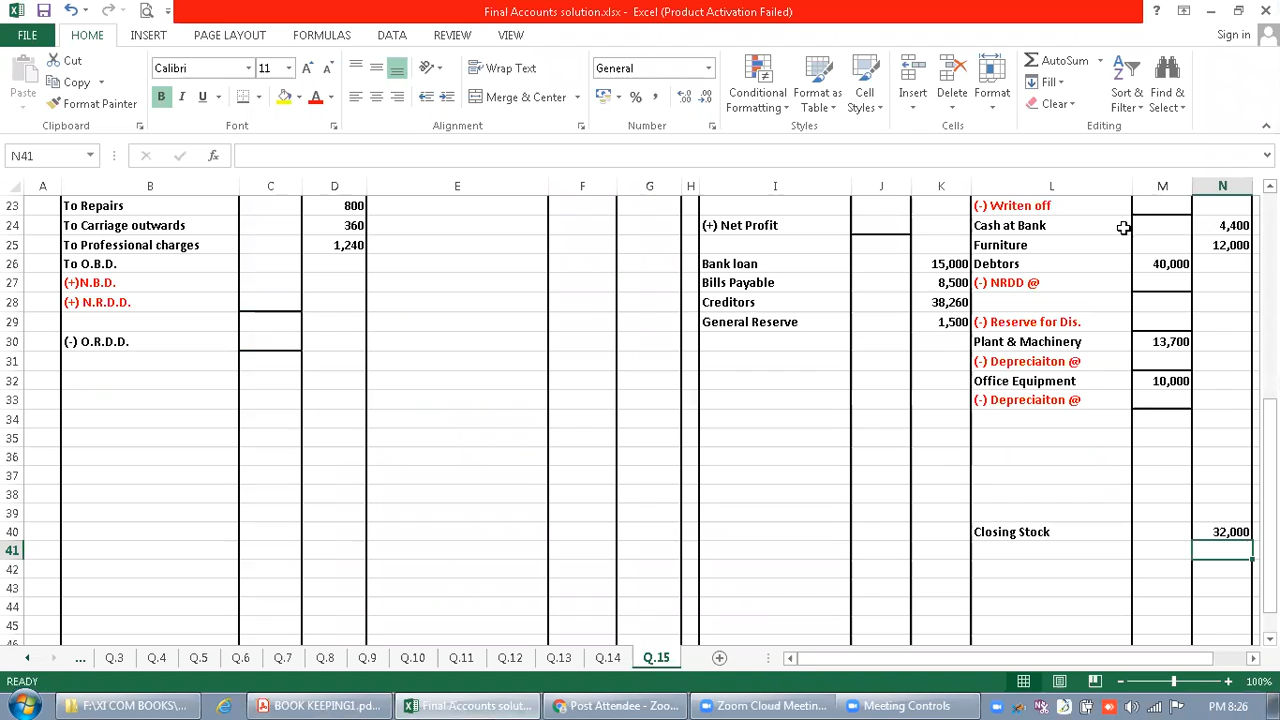 Final Accounts solution.xlsx - Excel (Product Activation Failed)
FILE HOME INSERT PAGE LAYOUT FORMULAS DATA REVIEW VIEW Sign in
Paste Cut Copy Format Painter
Calibri 11 B I U A
Wrap Text Merge & Center
General % ,
Conditional Formatting Format as Table Cell Styles
Insert Delete Format
AutoSum Fill Clear Sort & Filter Find & Select
Clipboard Font Alignment Number Styles Cells Editing
N41 fx
A B C D E F G H I J K L M N
23 To Repairs 800 (-) Writen off
24 To Carriage outwards 360 (+) Net Profit Cash at Bank 4,400
25 To Professional charges 1,240 Furniture 12,000
26 To O.B.D. Bank loan 15,000 Debtors 40,000
27 (+)N.B.D. Bills Payable 8,500 (-) NRDD @
28 (+) N.R.D.D. Creditors 38,260
29 General Reserve 1,500 (-) Reserve for Dis.
30 (-) O.R.D.D. Plant & Machinery 13,700
31 (-) Depreciaiton @
32 Office Equipment 10,000
33 (-) Depreciaiton @
34
35
36
37
38
39
40 Closing Stock 32,000
41
42
43
44
45
46
... Q.3 Q.4 Q.5 Q.6 Q.7 Q.8 Q.9 Q.10 Q.11 Q.12 Q.13 Q.14 Q.15
READY 100%
F:\XI COM BOOKS\... BOOK KEEPING1.pd... Final Accounts solut... Post Attendee - Zoo... Zoom Cloud Meetin... Meeting Controls PM 8:26